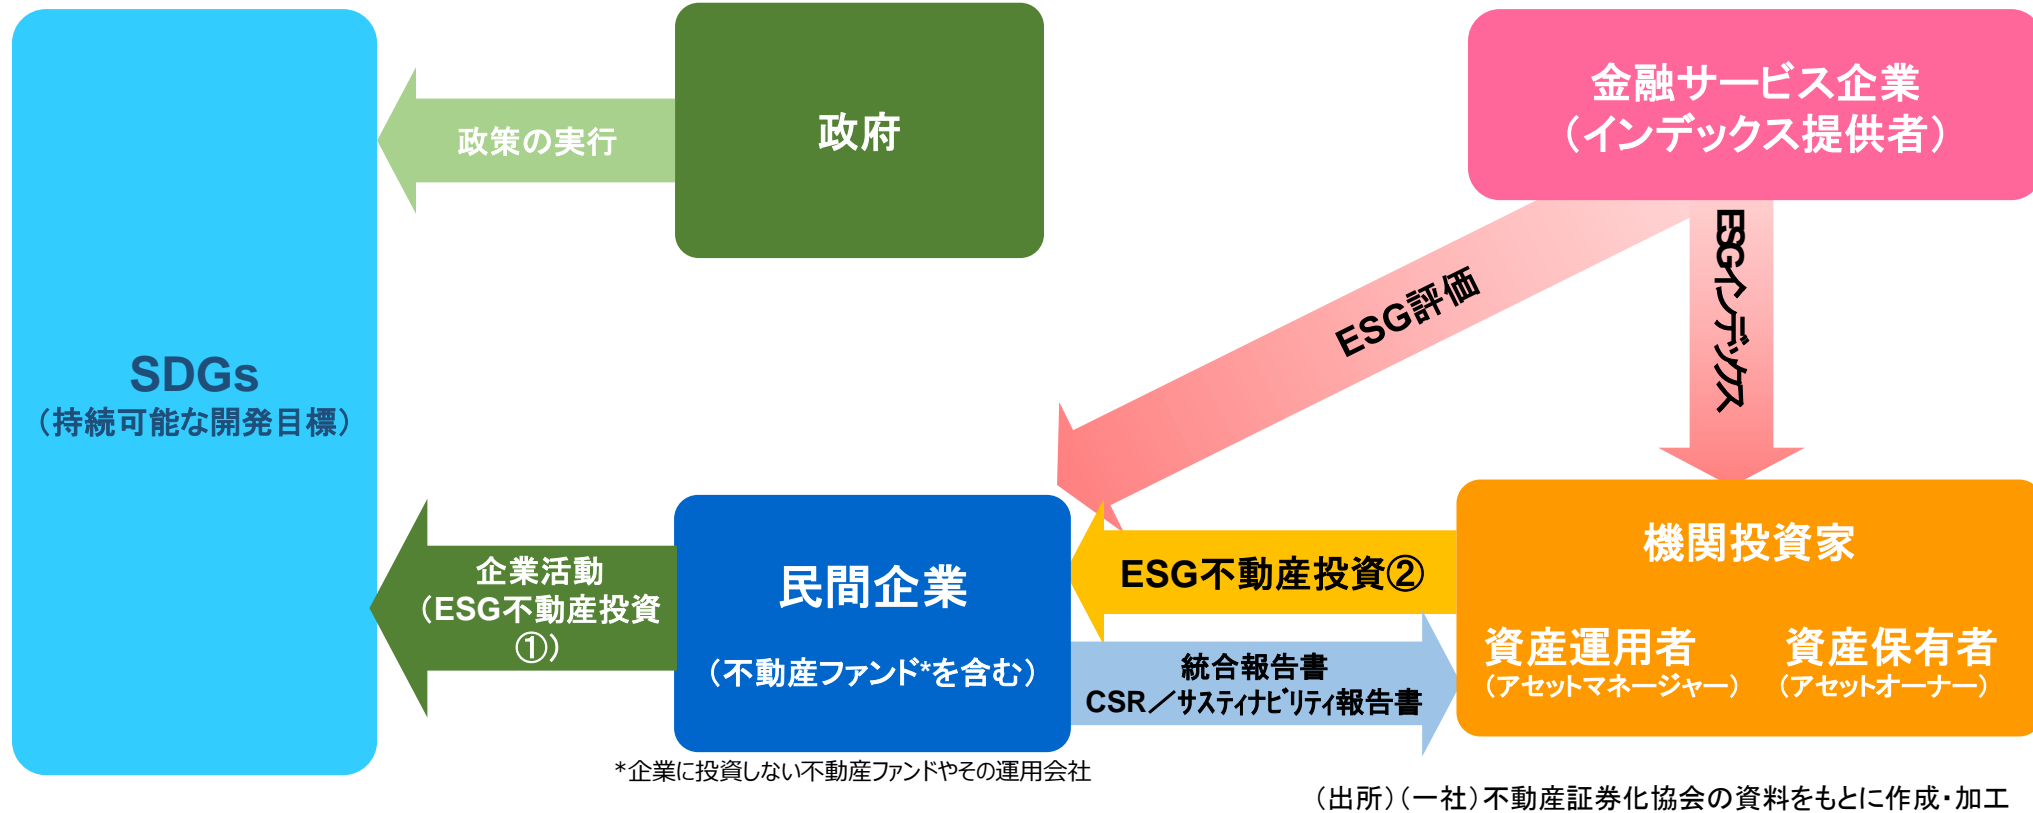 政府
金融サービス企業
（インデックス提供者）
政策の実行
ESGインデックス
ESG評価
SDGs
（持続可能な開発目標）
企業活動
（ESG不動産投資
①）
民間企業
（不動産ファンド*を含む）
ESG不動産投資②
統合報告書
CSR／ｻｽﾃｨﾅﾋﾞﾘﾃｨ報告書
機関投資家
資産運用者　資産保有者
（アセットマネージャー）　（アセットオーナー）
*企業に投資しない不動産ファンドやその運用会社
（出所）（一社）不動産証券化協会の資料をもとに作成・加工